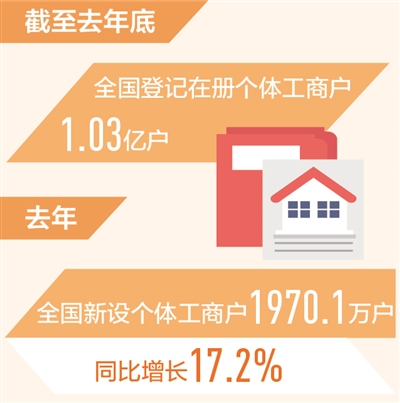 截至去年底
全国登记在册个体工商户
1.03亿户
去年
全国新设个体工商户1970.1万户
同比增长17.2%